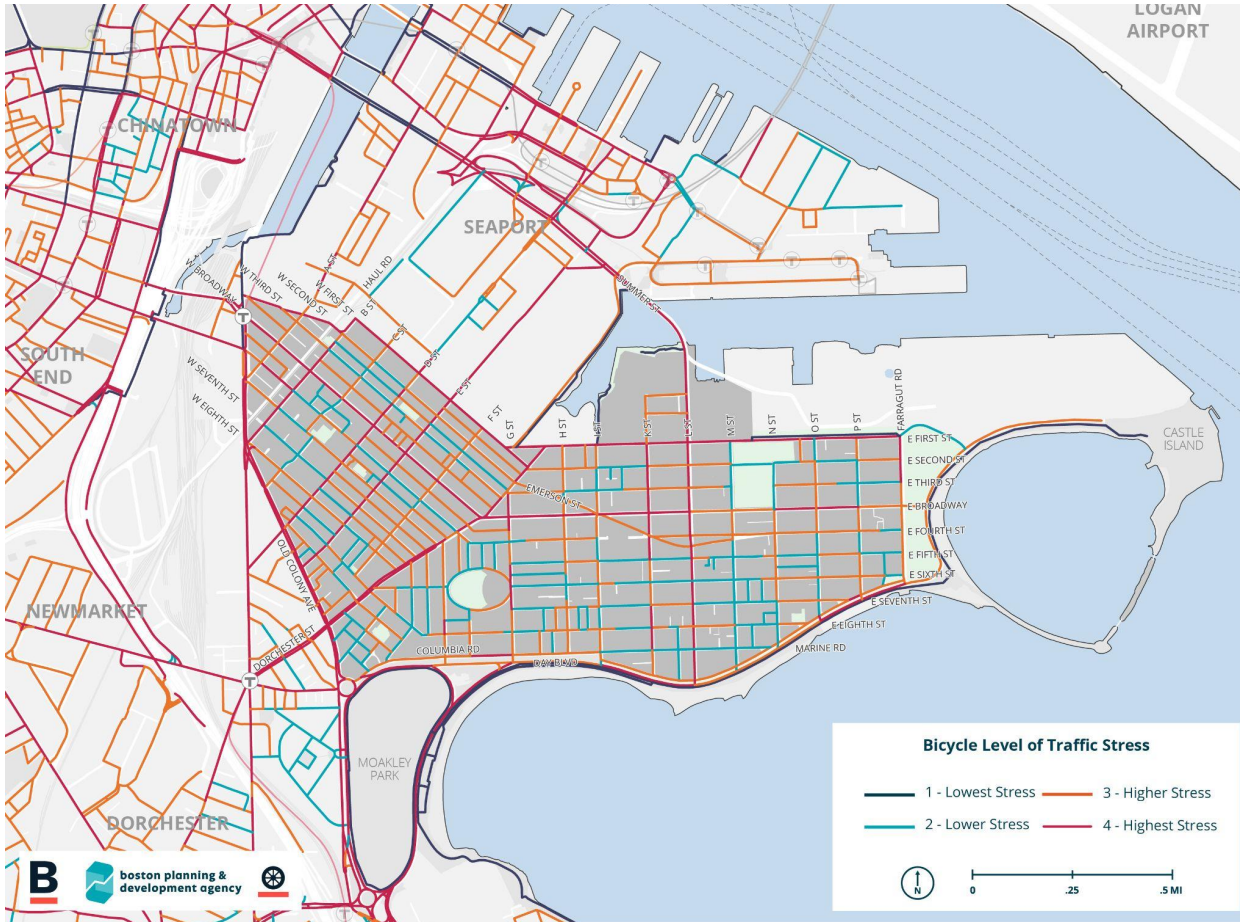 LOGAN
AIRPORT
CHINATOWN
SEAPORT
SOUTH
END
W BROADWAY
W THIRD ST
W SECOND ST
W FIRST ST
A ST
B ST
HAUL RD
C ST
D ST
E ST
F ST
G ST
H ST
I ST
K ST
L ST
M ST
N ST
O ST
P ST
FARRAGUT RD
SUMMER ST
T
W SEVENTH ST
W EIGHTH ST
E FIRST ST
E SECOND ST
E THIRD ST
E BROADWAY
E FOURTH ST
E FIFTH ST
E SIXTH ST
E SEVENTH ST
E EIGHTH ST
MARINE RD
CASTLE
ISLAND
EMERSON ST
OLD COLONY AVE
NEWMARKET
DORCHESTER ST
COLUMBIA RD
DAY BLVD
T
MOAKLEY
PARK
DORCHESTER
Bicycle Level of Traffic Stress
1 - Lowest Stress
3 - Higher Stress
2 - Lower Stress
4 - Highest Stress
N
0 .25 .5 MI
B
boston planning &
development agency